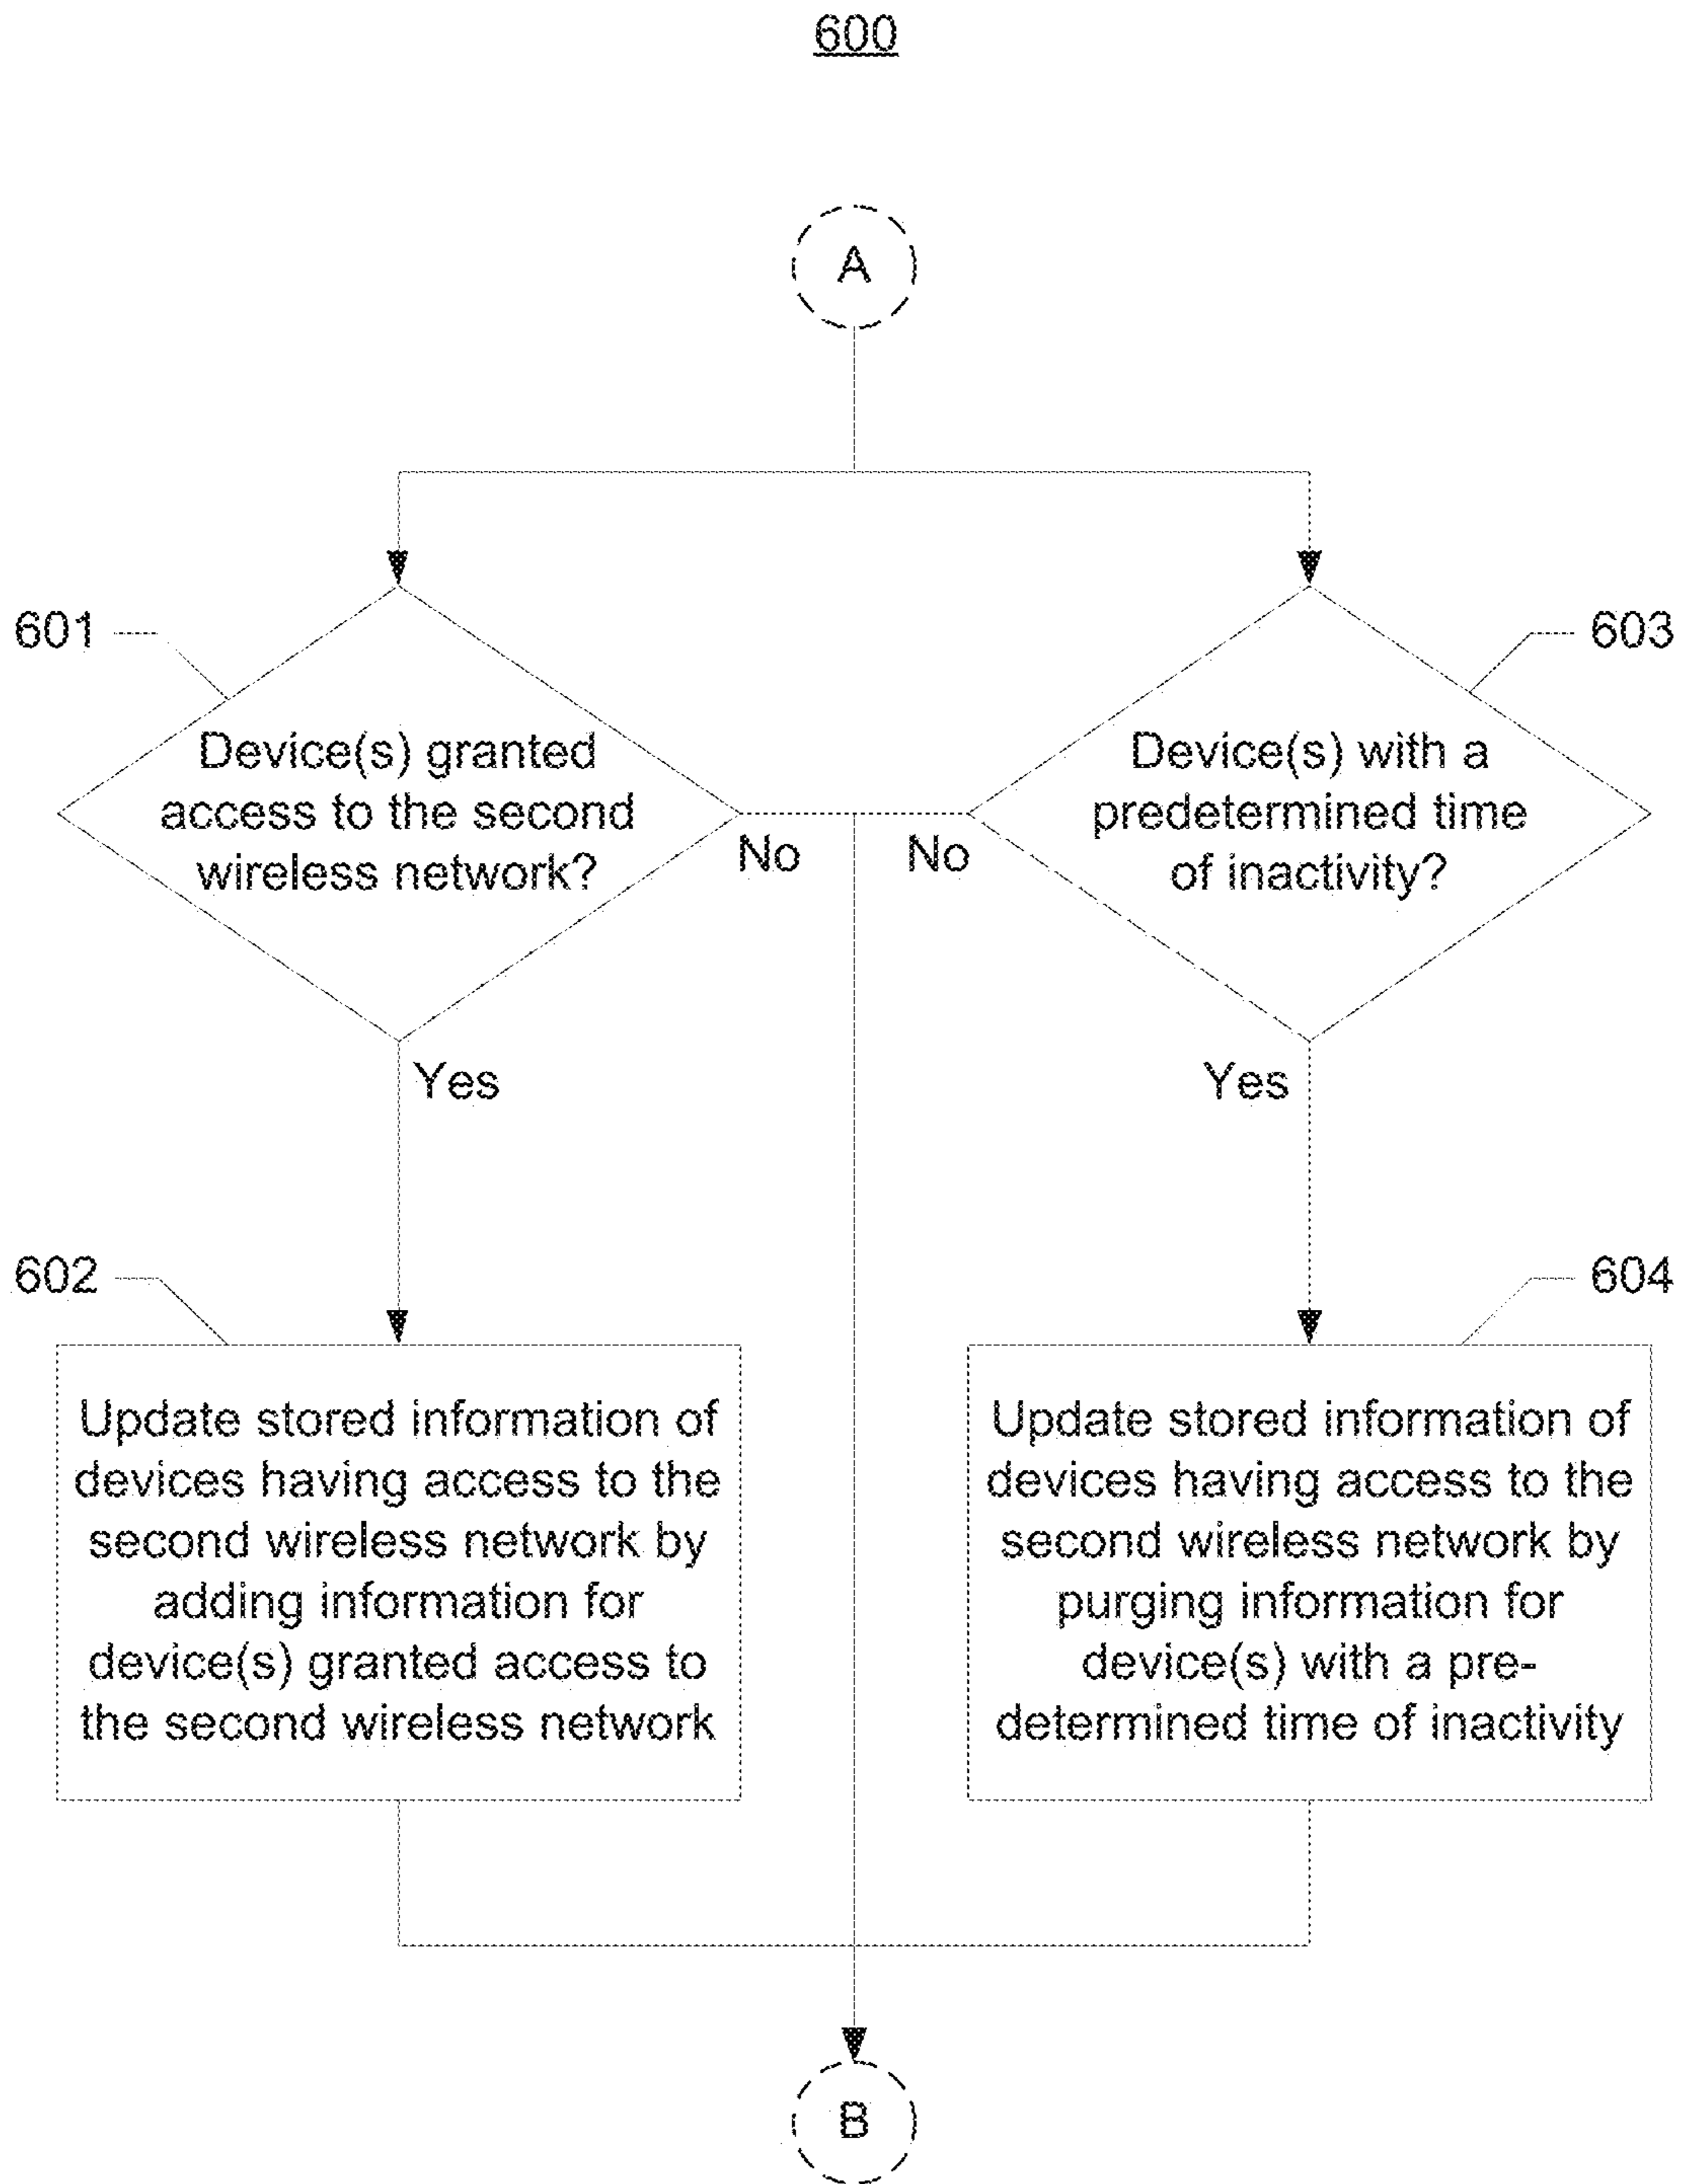 600
A
601
Device(s) granted
access to the second
wireless network?
No
Yes
603
Device(s) with a
predetermined time
of inactivity?
No
Yes
602
Update stored information of
devices having access to the
second wireless network by
adding information for
device(s) granted access to
the second wireless network
604
Update stored information of
devices having access to the
second wireless network by
purging information for
device(s) with a pre-
determined time of inactivity
B